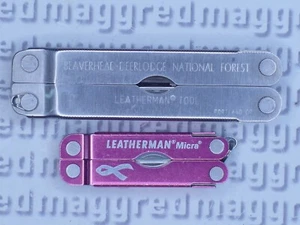 BEAVERHEAD-DEERLODGE NATIONAL FOREST
LEATHERMAN® TOOL
LEATHERMAN® Micra®